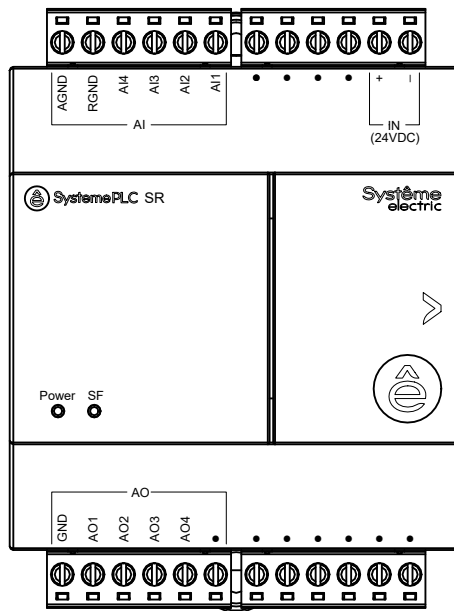 AGND RGND AI4 AI3 AI2 AI1 + –
AI
IN
(24VDC)
ê SystemePLC SR
Système
electric
ê
Power SF
AO
GND AO1 AO2 AO3 AO4